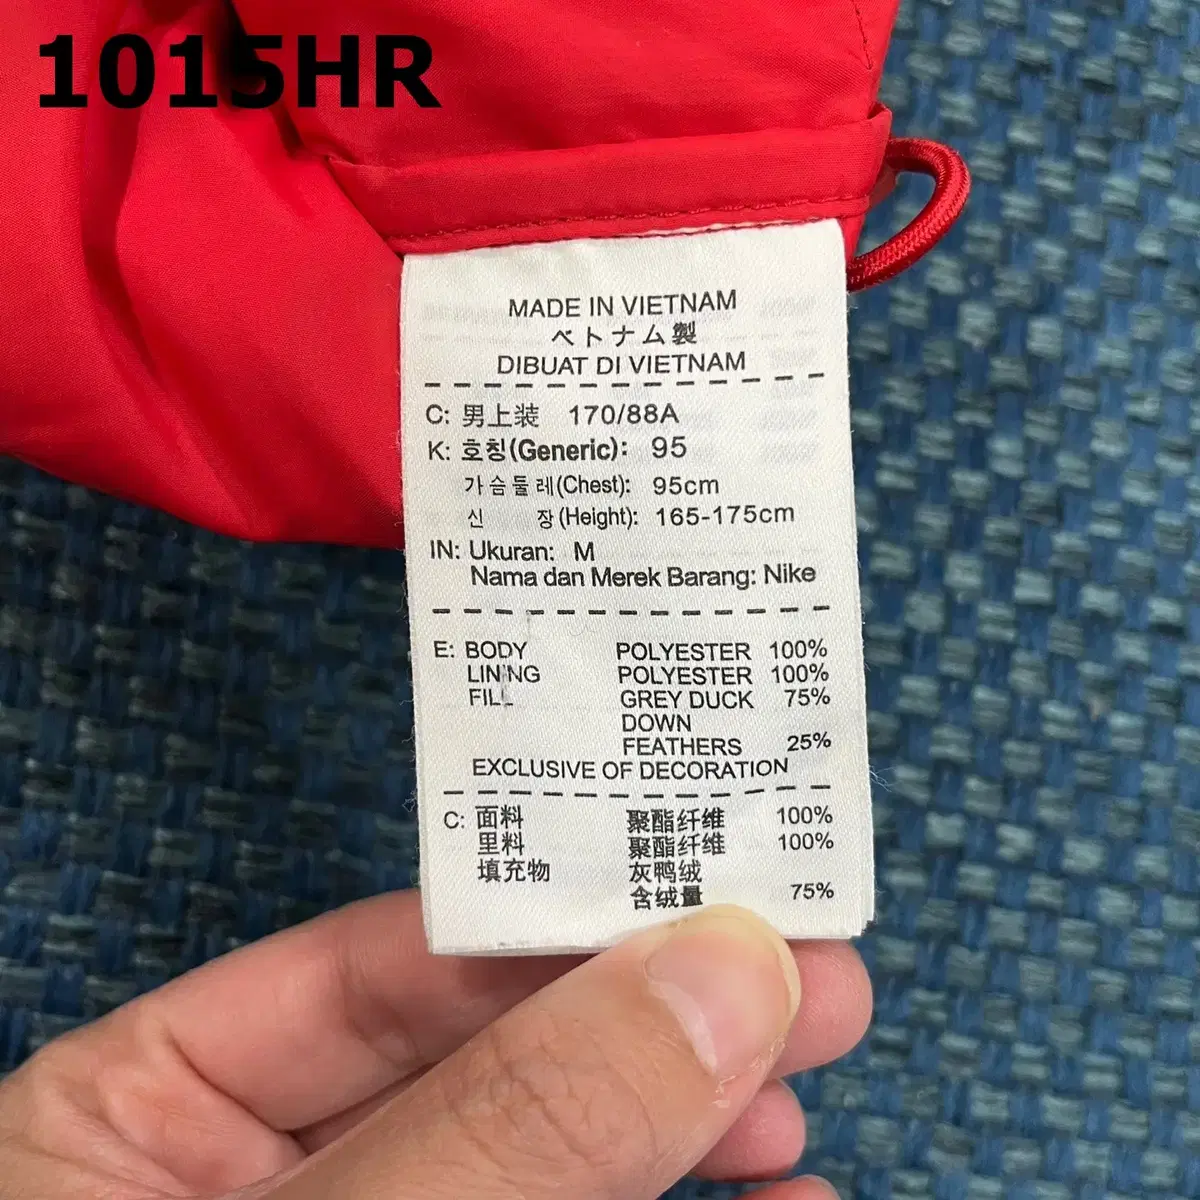 1015HR
MADE IN VIETNAM
ベトナム製
DIBUAT DI VIETNAM
C: 男上装 170/88A
K: 호칭(Generic): 95
가슴둘레(Chest): 95cm
신 장(Height): 165-175cm
IN: Ukuran: M
Nama dan Merek Barang: Nike
E: BODY POLYESTER 100%
LINING POLYESTER 100%
FILL GREY DUCK 75%
DOWN
FEATHERS 25%
EXCLUSIVE OF DECORATION
C: 面料 聚酯纤维 100%
里料 聚酯纤维 100%
填充物 灰鸭绒
含绒量 75%